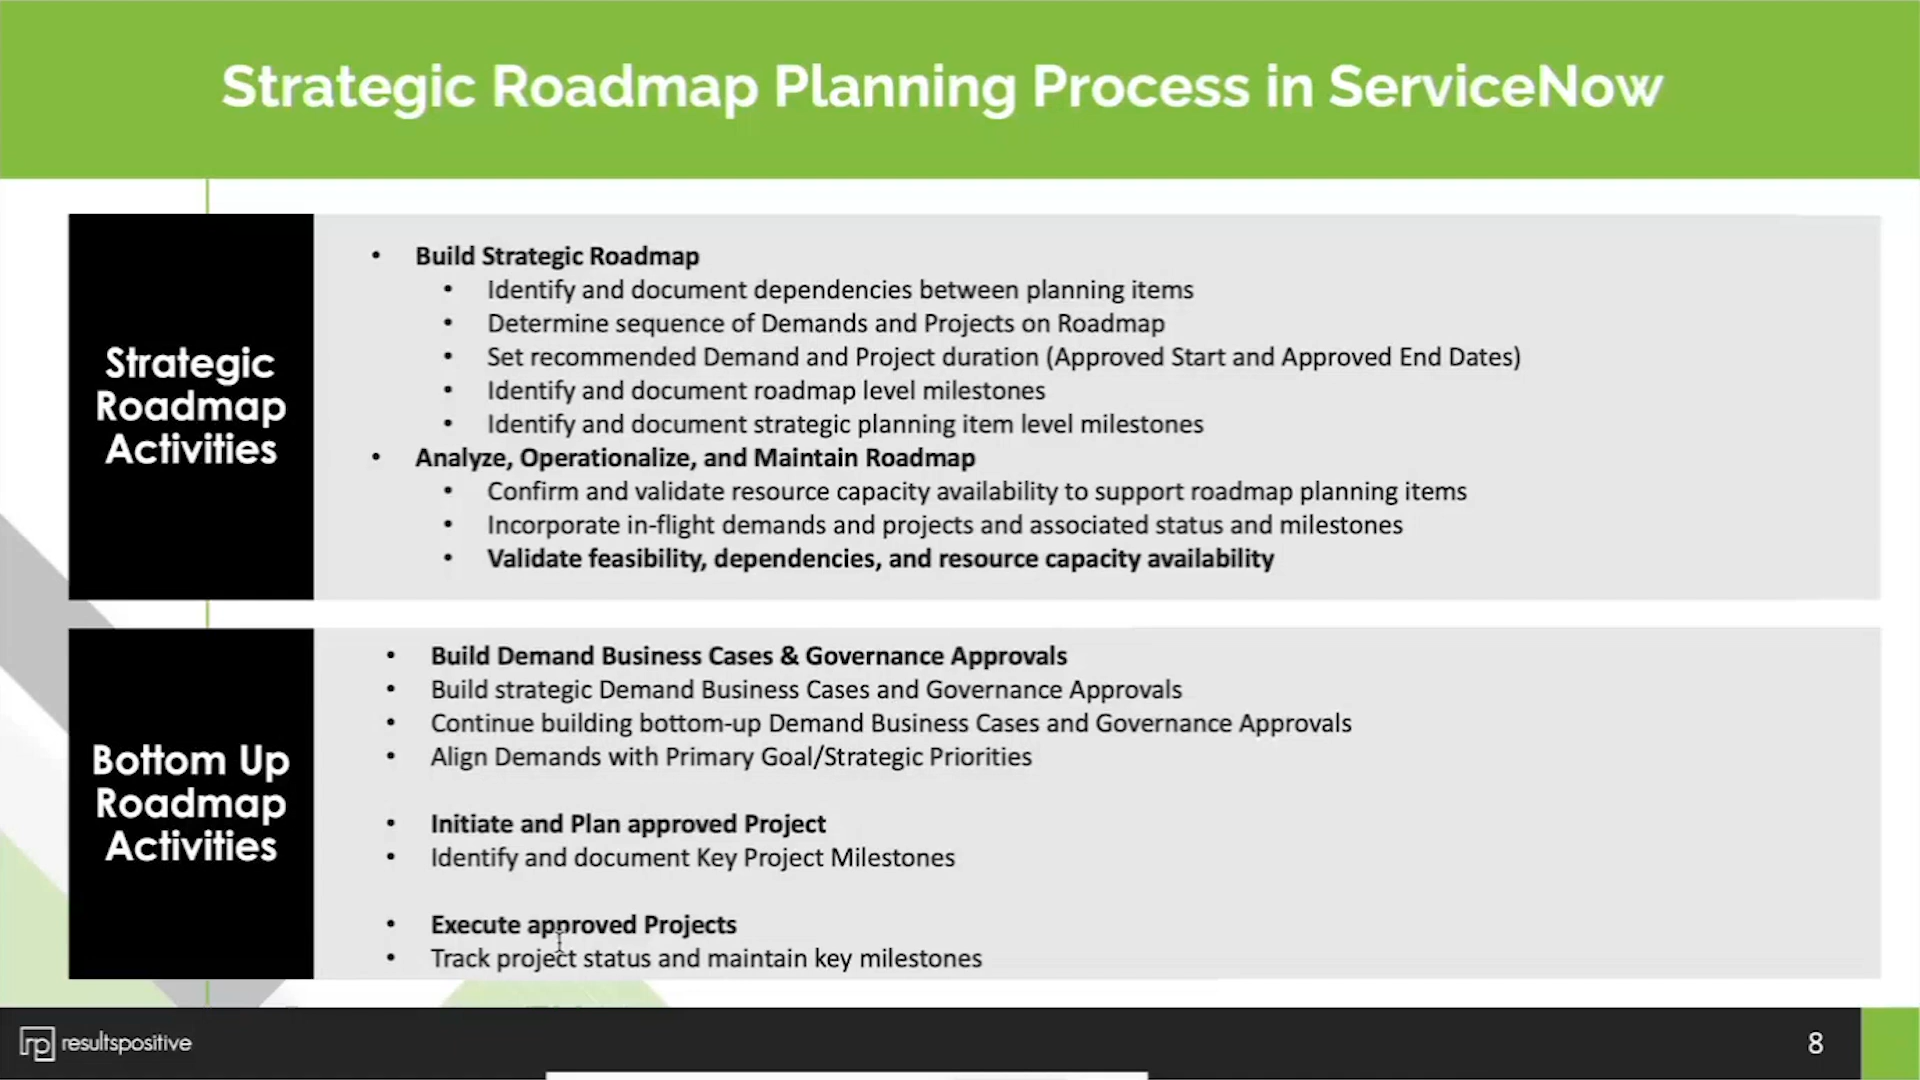 Strategic Roadmap Planning Process in ServiceNow
Strategic
Roadmap
Activities
• Build Strategic Roadmap
• Identify and document dependencies between planning items
• Determine sequence of Demands and Projects on Roadmap
• Set recommended Demand and Project duration (Approved Start and Approved End Dates)
• Identify and document roadmap level milestones
• Identify and document strategic planning item level milestones
• Analyze, Operationalize, and Maintain Roadmap
• Confirm and validate resource capacity availability to support roadmap planning items
• Incorporate in-flight demands and projects and associated status and milestones
• Validate feasibility, dependencies, and resource capacity availability
Bottom Up
Roadmap
Activities
• Build Demand Business Cases & Governance Approvals
• Build strategic Demand Business Cases and Governance Approvals
• Continue building bottom-up Demand Business Cases and Governance Approvals
• Align Demands with Primary Goal/Strategic Priorities
• Initiate and Plan approved Project
• Identify and document Key Project Milestones
• Execute approved Projects
• Track project status and maintain key milestones
rp resultspositive
8